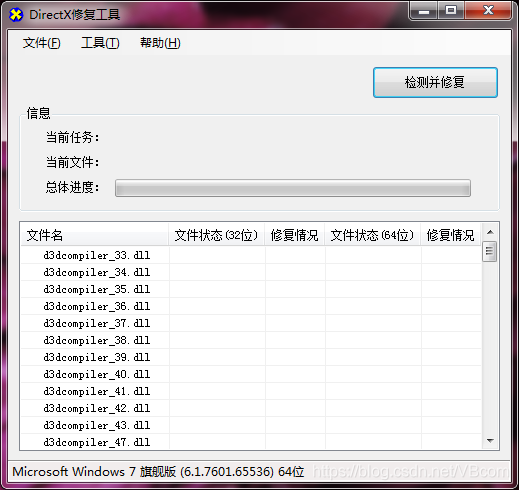 DirectX修复工具
文件(F) 工具(T) 帮助(H)
检测并修复
信息
当前任务：
当前文件：
总体进度：
文件名 文件状态(32位) 修复情况 文件状态(64位) 修复情况
d3dcompiler_33.dll
d3dcompiler_34.dll
d3dcompiler_35.dll
d3dcompiler_36.dll
d3dcompiler_37.dll
d3dcompiler_38.dll
d3dcompiler_39.dll
d3dcompiler_40.dll
d3dcompiler_41.dll
d3dcompiler_42.dll
d3dcompiler_43.dll
d3dcompiler_47.dll
Microsoft Windows 7 旗舰版 (6.1.7601.65536) 64位
https://blog.csdn.net/VBcom